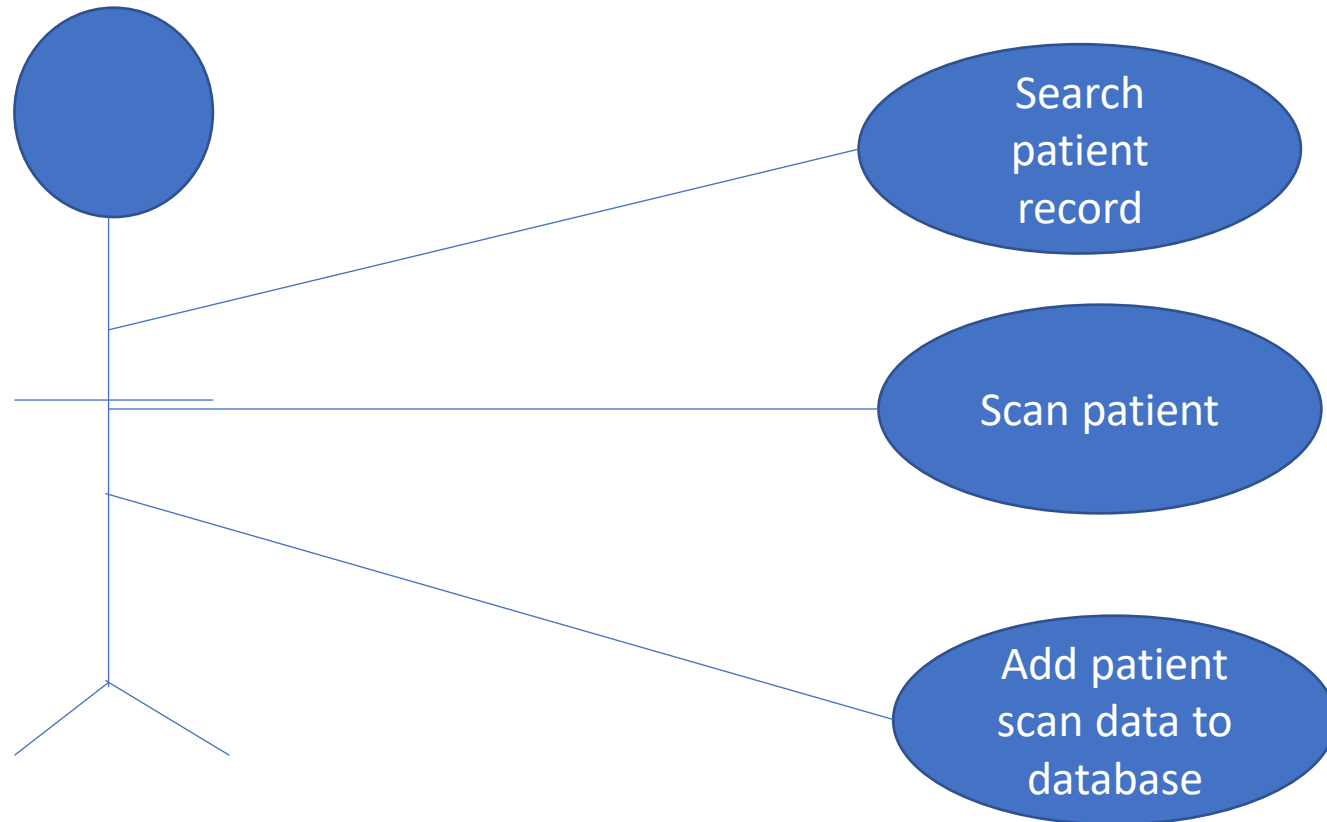 Search
patient
record
Scan patient
Add patient
scan data to
database